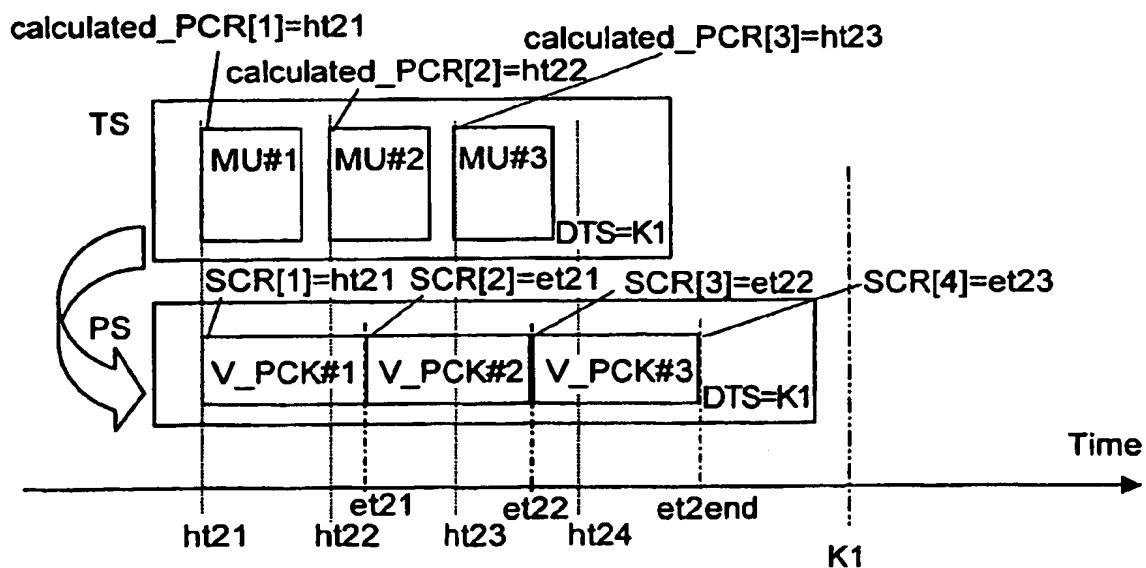 calculated_PCR[1]=ht21
calculated_PCR[3]=ht23
calculated_PCR[2]=ht22
TS
MU#1
MU#2
MU#3
DTS=K1
SCR[1]=ht21
SCR[2]=et21
SCR[3]=et22
SCR[4]=et23
PS
V_PCK#1
V_PCK#2
V_PCK#3
DTS=K1
Time
et21
et22
et2end
ht21
ht22
ht23
ht24
K1